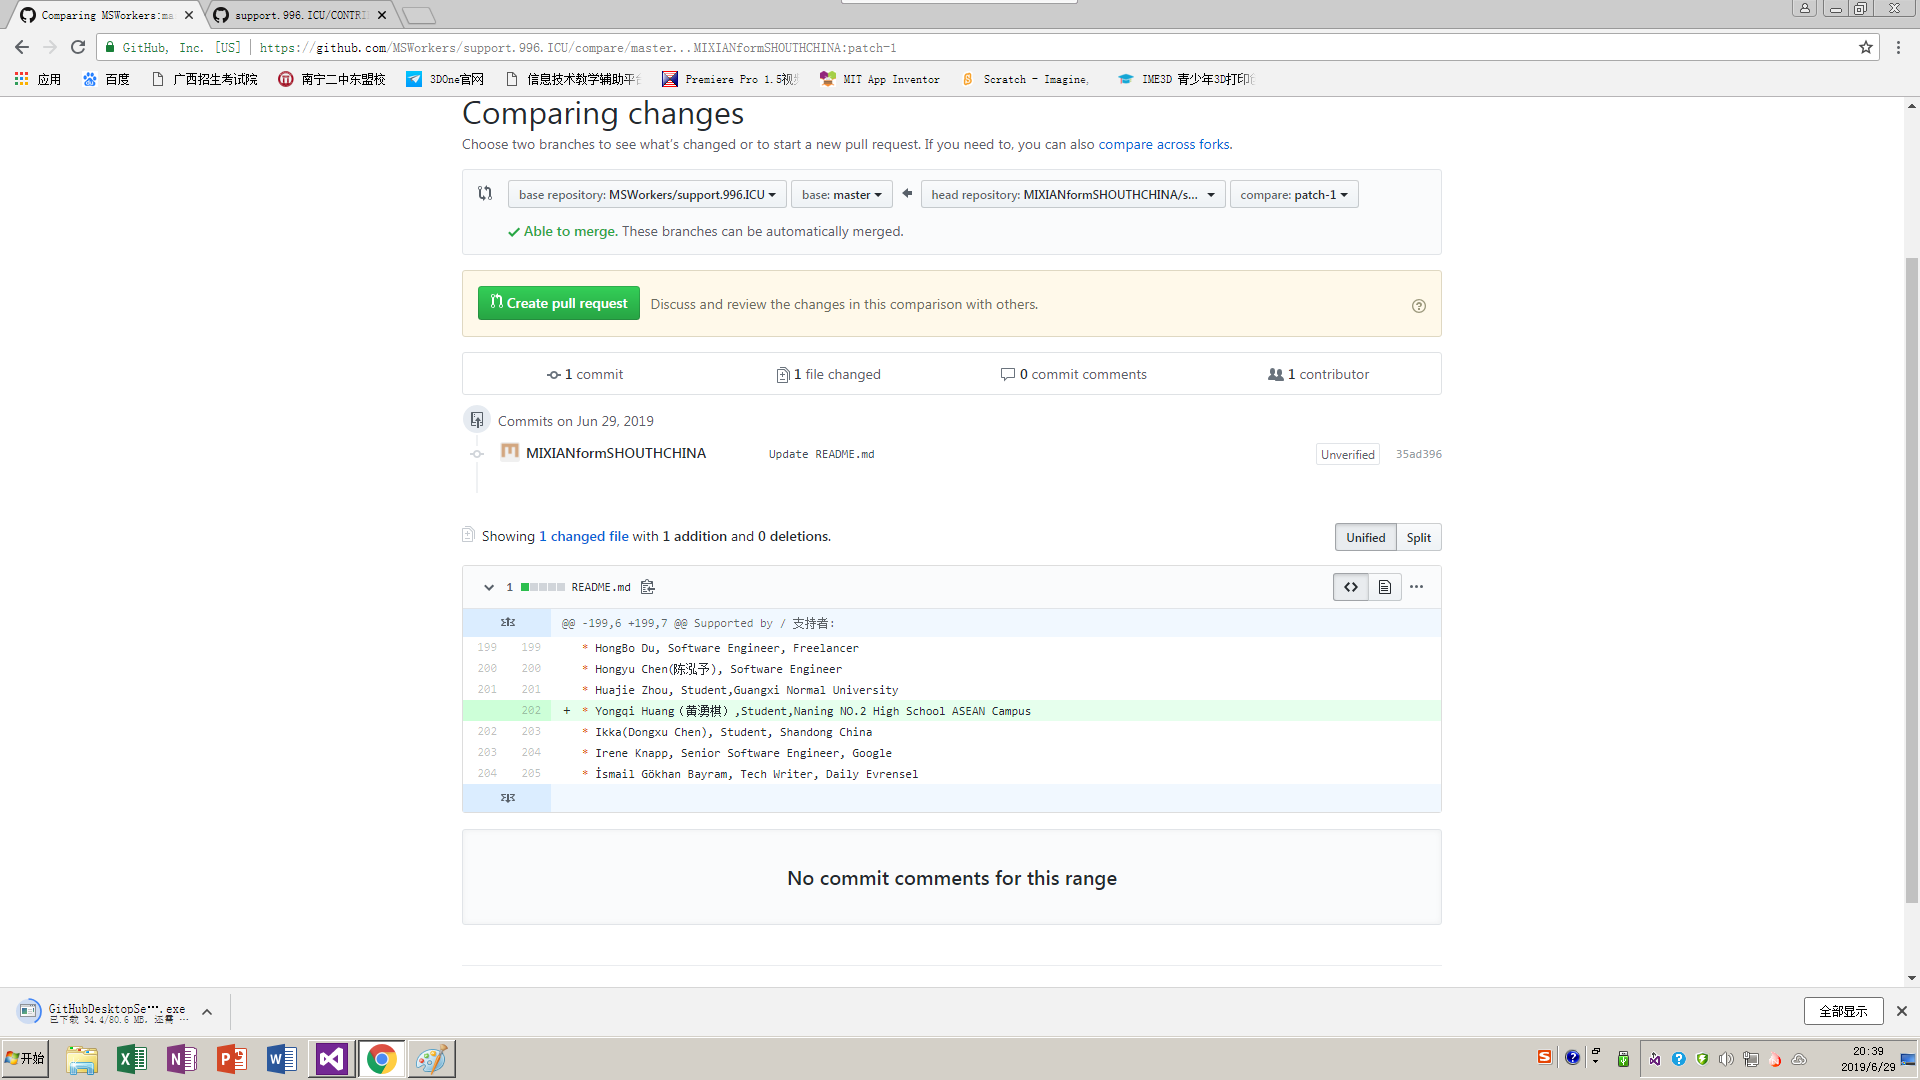 Comparing MSWorkers:ma
support.996.ICU/CONTRI
GitHub, Inc. [US] https://github.com/MSWorkers/support.996.ICU/compare/master...MIXIANformSHOUTHCHINA:patch-1
应用 百度 广西招生考试院 南宁二中东盟校 3DOne官网 信息技术教学辅助平台 Premiere Pro 1.5视频 MIT App Inventor Scratch - Imagine, IME3D 青少年3D打印
Comparing changes
Choose two branches to see what's changed or to start a new pull request. If you need to, you can also compare across forks.
base repository: MSWorkers/support.996.ICU base: master head repository: MIXIANformSHOUTHCHINA/s... compare: patch-1
Able to merge. These branches can be automatically merged.
Create pull request Discuss and review the changes in this comparison with others.
1 commit 1 file changed 0 commit comments 1 contributor
Commits on Jun 29, 2019
MIXIANformSHOUTHCHINA Update README.md Unverified 35ad396
Showing 1 changed file with 1 addition and 0 deletions. Unified Split
1 README.md
@@ -199,6 +199,7 @@ Supported by / 支持者:
199 199 * HongBo Du, Software Engineer, Freelancer
200 200 * Hongyu Chen(陈泓予), Software Engineer
201 201 * Huajie Zhou, Student,Guangxi Normal University
202 + * Yongqi Huang（黄湧祺）,Student,Naning NO.2 High School ASEAN Campus
202 203 * Ikka(Dongxu Chen), Student, Shandong China
203 204 * Irene Knapp, Senior Software Engineer, Google
204 205 * İsmail Gökhan Bayram, Tech Writer, Daily Evrensel
No commit comments for this range
GitHubDesktopSe....exe
已下载 34.4/80.6 MB，还需 ...
全部显示
开始
20:39
2019/6/29